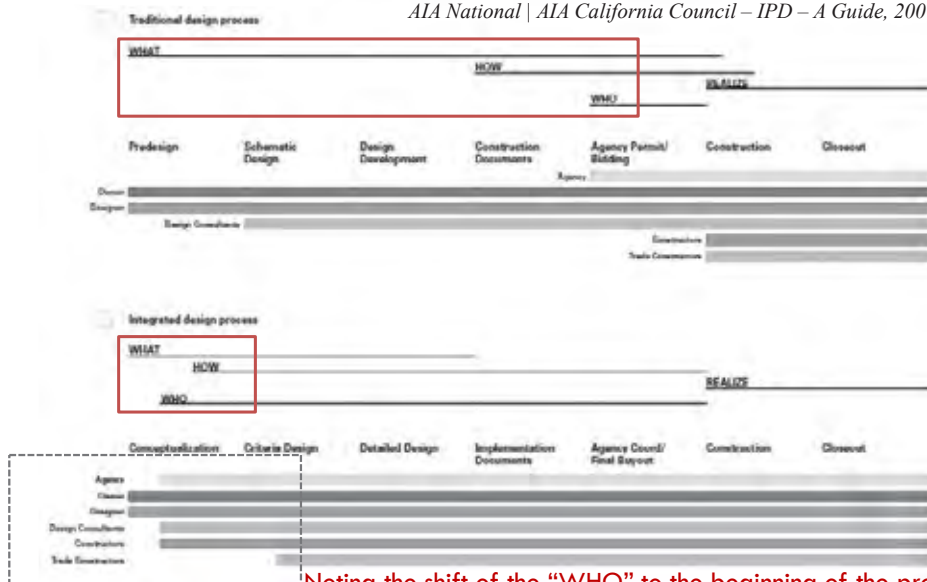 AIA National | AIA California Council – IPD – A Guide, 200
Traditional design process
WHAT
HOW
REALIZE
WHO
Predesign Schematic Design Design Development Construction Documents Agency Permit/ Bidding Construction Closeout
Agency
Owner
Designer
Design Consultants
Constructors
Trade Constructors
Integrated design process
WHAT
HOW
REALIZE
WHO
Conceptualization Criteria Design Detailed Design Implementation Documents Agency Coord/ Final Buyout Construction Closeout
Agency
Owner
Designer
Design Consultants
Constructors
Trade Constructors
Noting the shift of the “WHO” to the beginning of the pro